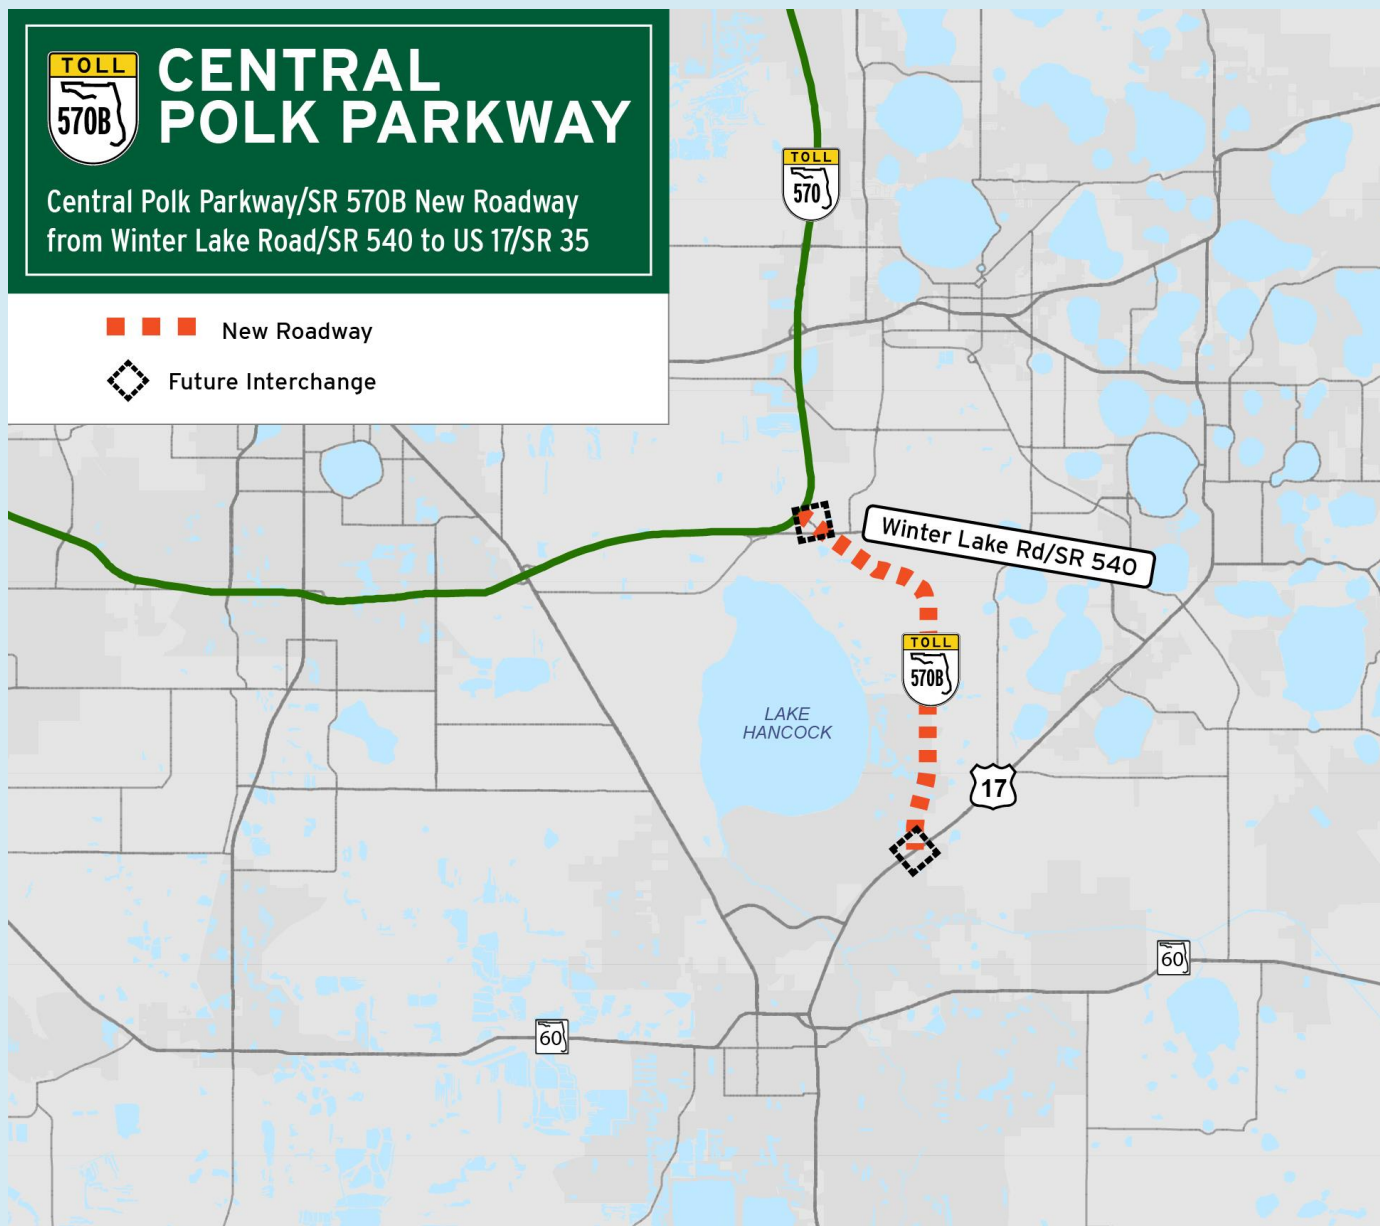 TOLL
570B
CENTRAL
POLK PARKWAY
Central Polk Parkway/SR 570B New Roadway
from Winter Lake Road/SR 540 to US 17/SR 35
New Roadway
Future Interchange
TOLL
570
Winter Lake Rd/SR 540
TOLL
570B
LAKE
HANCOCK
17
60
60